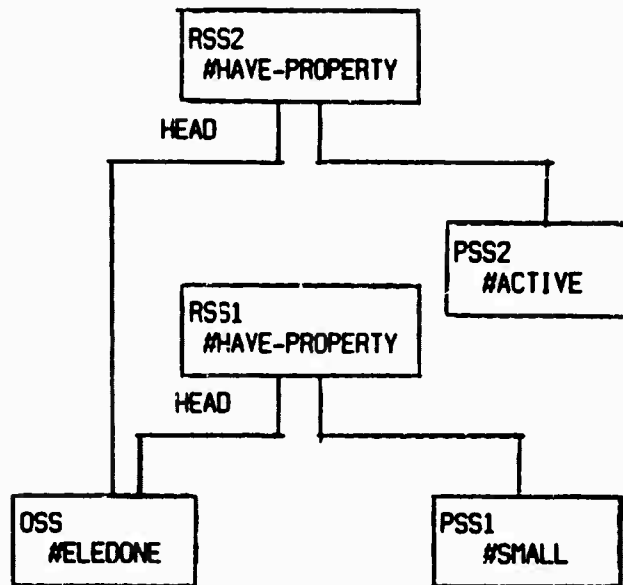 RSS2
#HAVE-PROPERTY
HEAD
PSS2
#ACTIVE
RSS1
#HAVE-PROPERTY
HEAD
OSS
#ELEDONE
PSS1
#SMALL